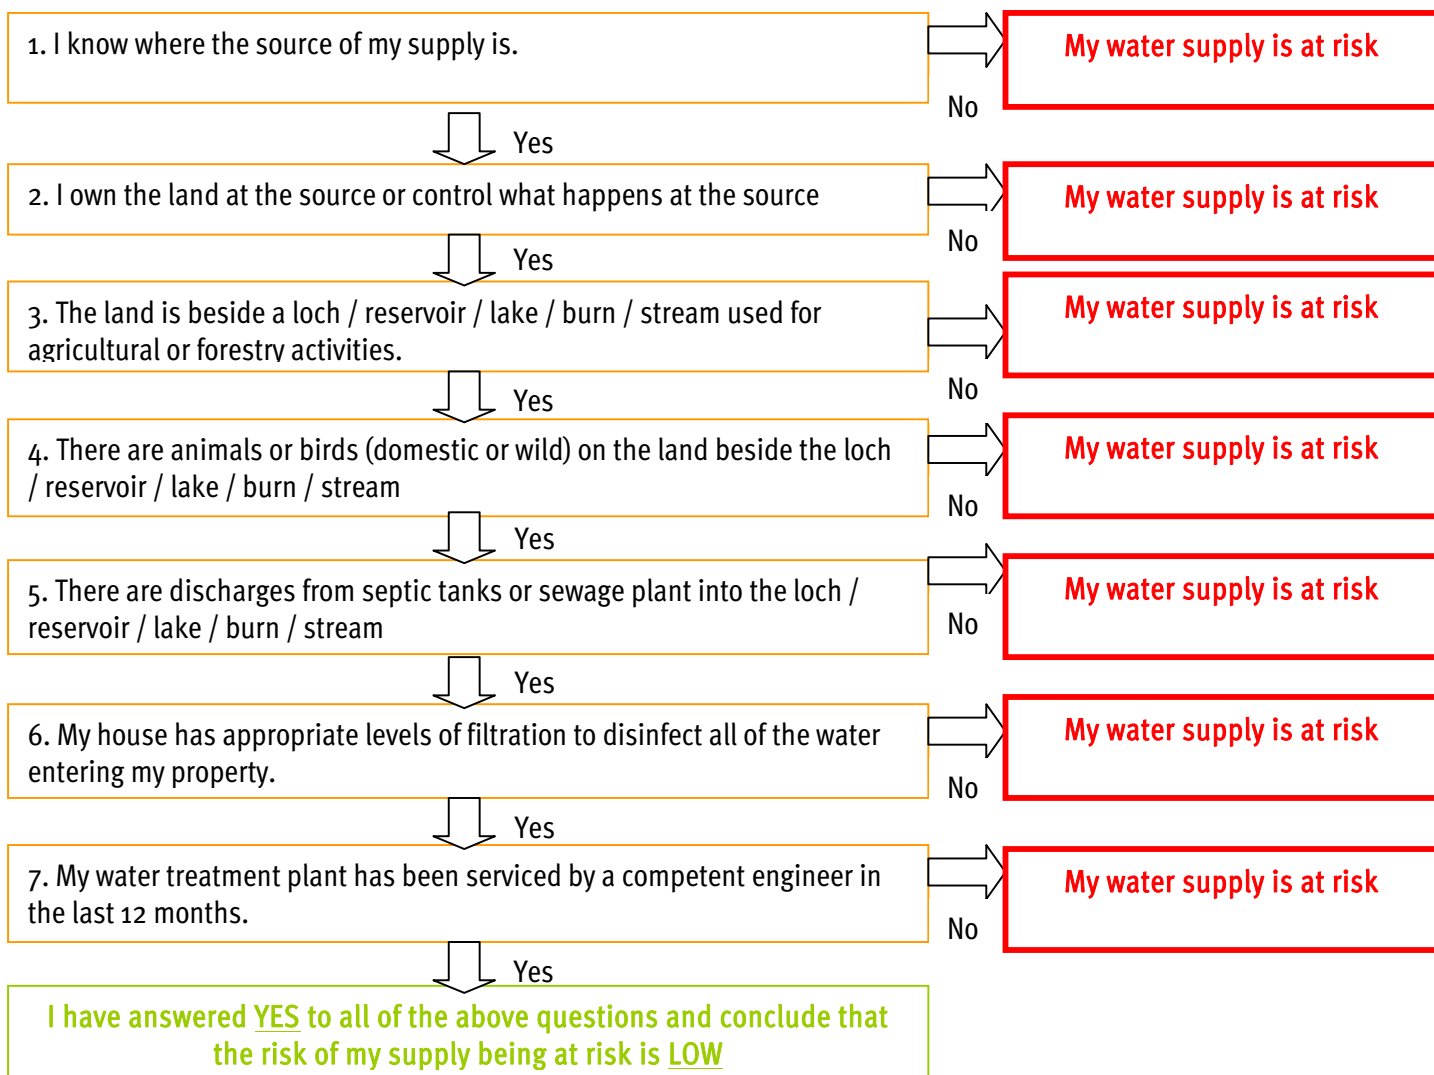 1. I know where the source of my supply is.
My water supply is at risk
No
Yes
2. I own the land at the source or control what happens at the source
My water supply is at risk
No
Yes
3. The land is beside a loch / reservoir / lake / burn / stream used for
agricultural or forestry activities.
My water supply is at risk
No
Yes
4. There are animals or birds (domestic or wild) on the land beside the loch
/ reservoir / lake / burn / stream
My water supply is at risk
No
Yes
5. There are discharges from septic tanks or sewage plant into the loch /
reservoir / lake / burn / stream
My water supply is at risk
No
Yes
6. My house has appropriate levels of filtration to disinfect all of the water
entering my property.
My water supply is at risk
No
Yes
7. My water treatment plant has been serviced by a competent engineer in
the last 12 months.
My water supply is at risk
No
Yes
I have answered YES to all of the above questions and conclude that
the risk of my supply being at risk is LOW